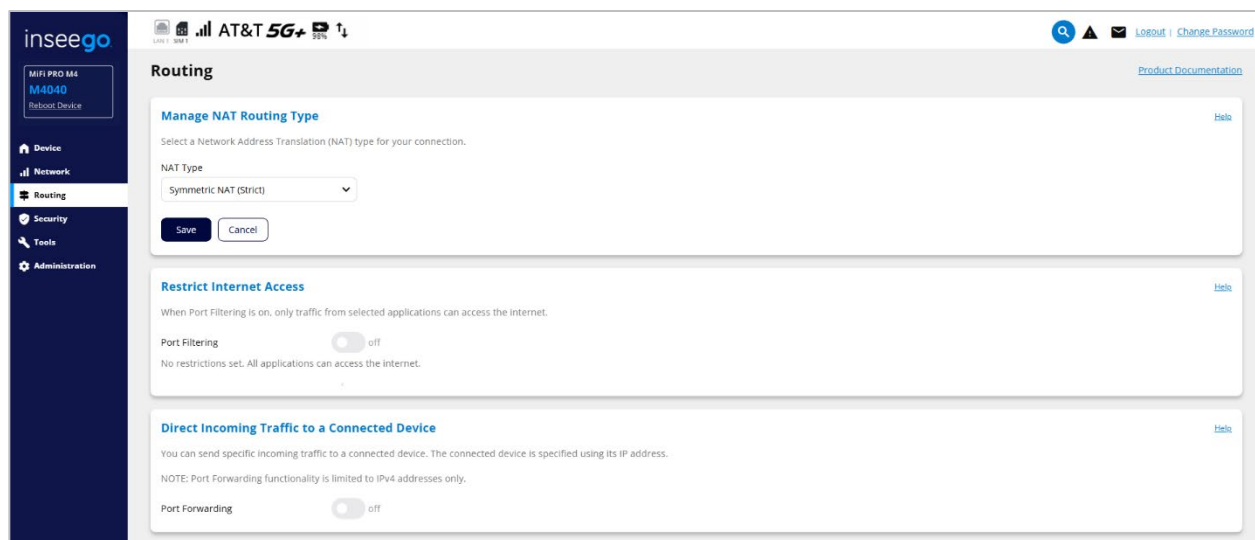 inseego
MiFi PRO M4
M4040
Reboot Device
Device
Network
Routing
Security
Tools
Administration
LAN 1 SIM 1 AT&T 5G+ 98%
Logout | Change Password
Routing
Product Documentation
Manage NAT Routing Type
Help
Select a Network Address Translation (NAT) type for your connection.
NAT Type
Symmetric NAT (Strict)
Save Cancel
Restrict Internet Access
Help
When Port Filtering is on, only traffic from selected applications can access the internet.
Port Filtering off
No restrictions set. All applications can access the internet.
Direct Incoming Traffic to a Connected Device
Help
You can send specific incoming traffic to a connected device. The connected device is specified using its IP address.
NOTE: Port Forwarding functionality is limited to IPv4 addresses only.
Port Forwarding off